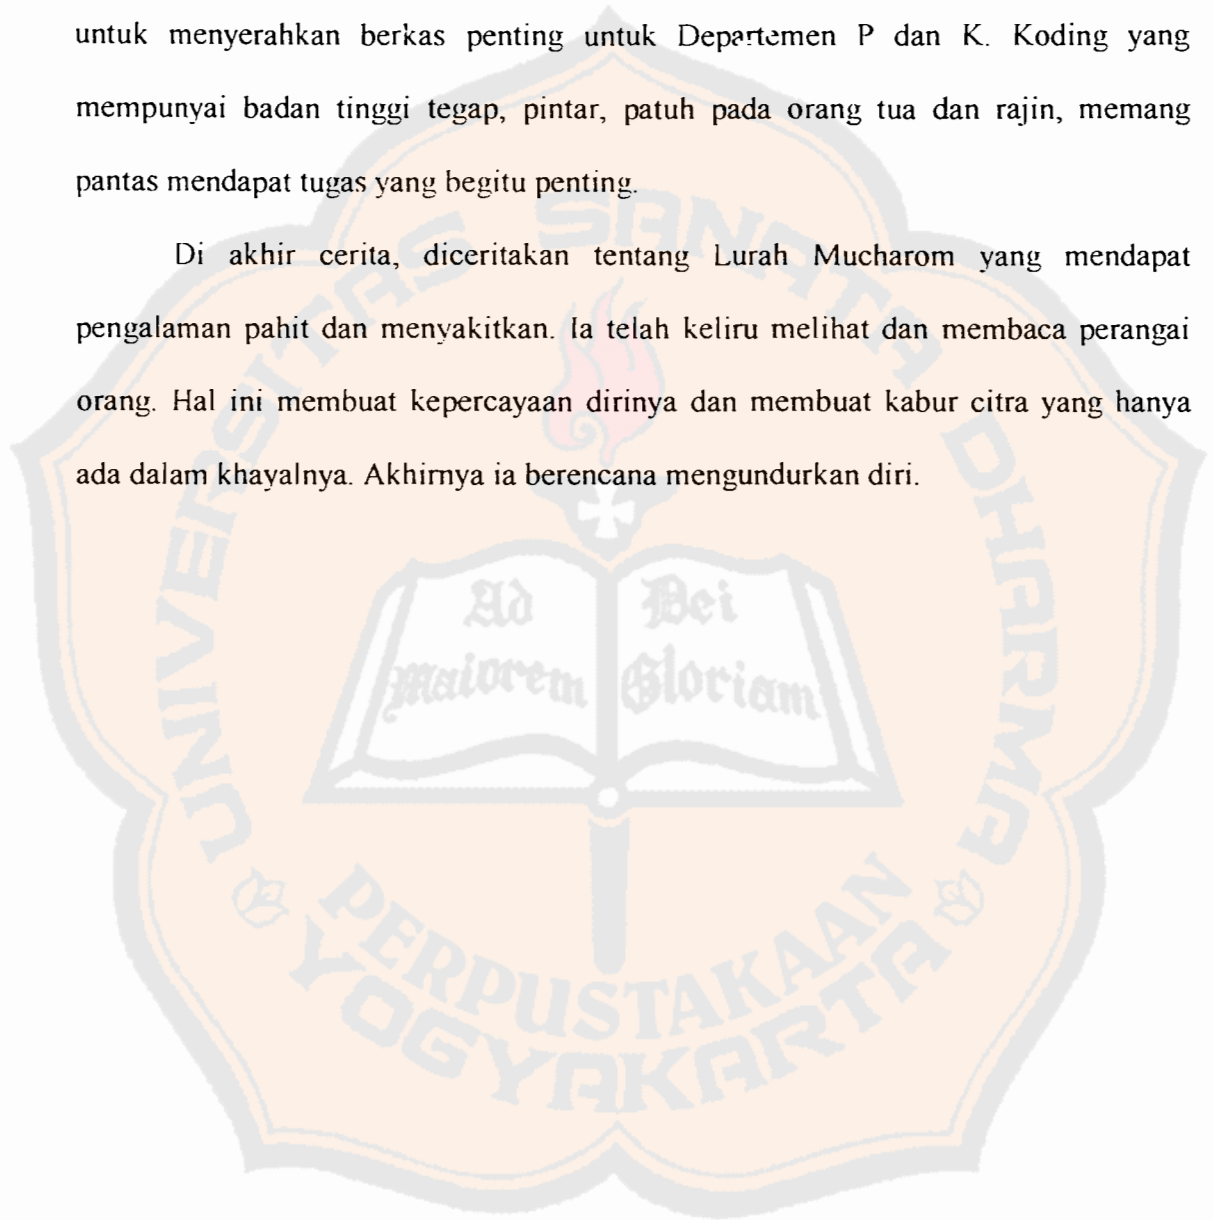 untuk menyerahkan berkas penting untuk Departemen P dan K. Koding yang
mempunyai badan tinggi tegap, pintar, patuh pada orang tua dan rajin, memang
pantas mendapat tugas yang begitu penting.
Di akhir cerita, diceritakan tentang Lurah Mucharom yang mendapat
pengalaman pahit dan menyakitkan. Ia telah keliru melihat dan membaca perangai
orang. Hal ini membuat kepercayaan dirinya dan membuat kabur citra yang hanya
ada dalam khayalnya. Akhirnya ia berencana mengundurkan diri.
UNIVERSITAS SANATA DHARMA
Ad Dei
Maiorem Gloriam
PERPUSTAKAAN
YOGYAKARTA